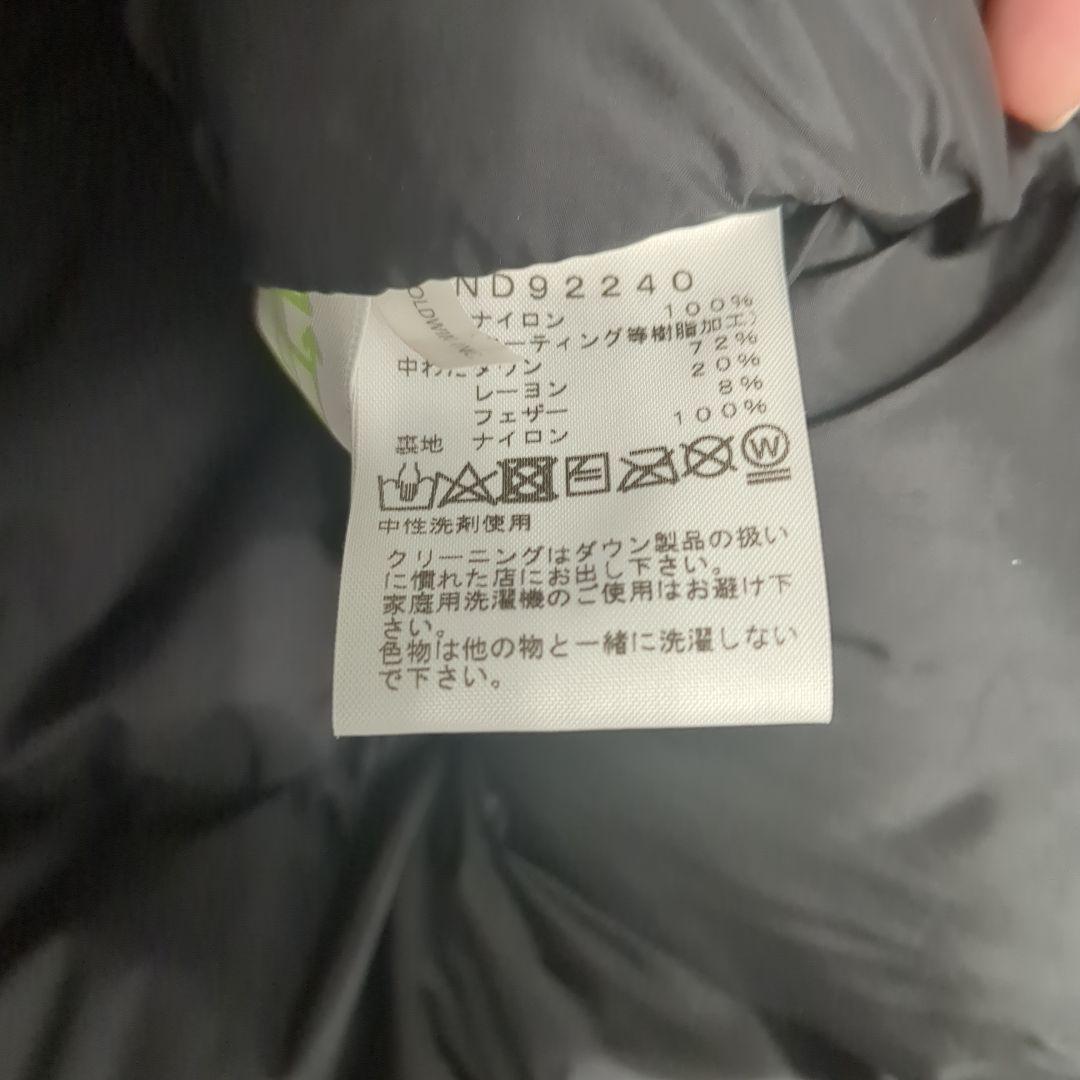 ND92240
ナイロン 100%
ーティング等樹脂加工)
中わた ダウン 72%
レーヨン 20%
フェザー 8%
裏地 ナイロン 100%
OLDWIN INC
W
中性洗剤使用
クリーニングはダウン製品の扱い
に慣れた店にお出し下さい。
家庭用洗濯機のご使用はお避け下
さい。
色物は他の物と一緒に洗濯しない
で下さい。